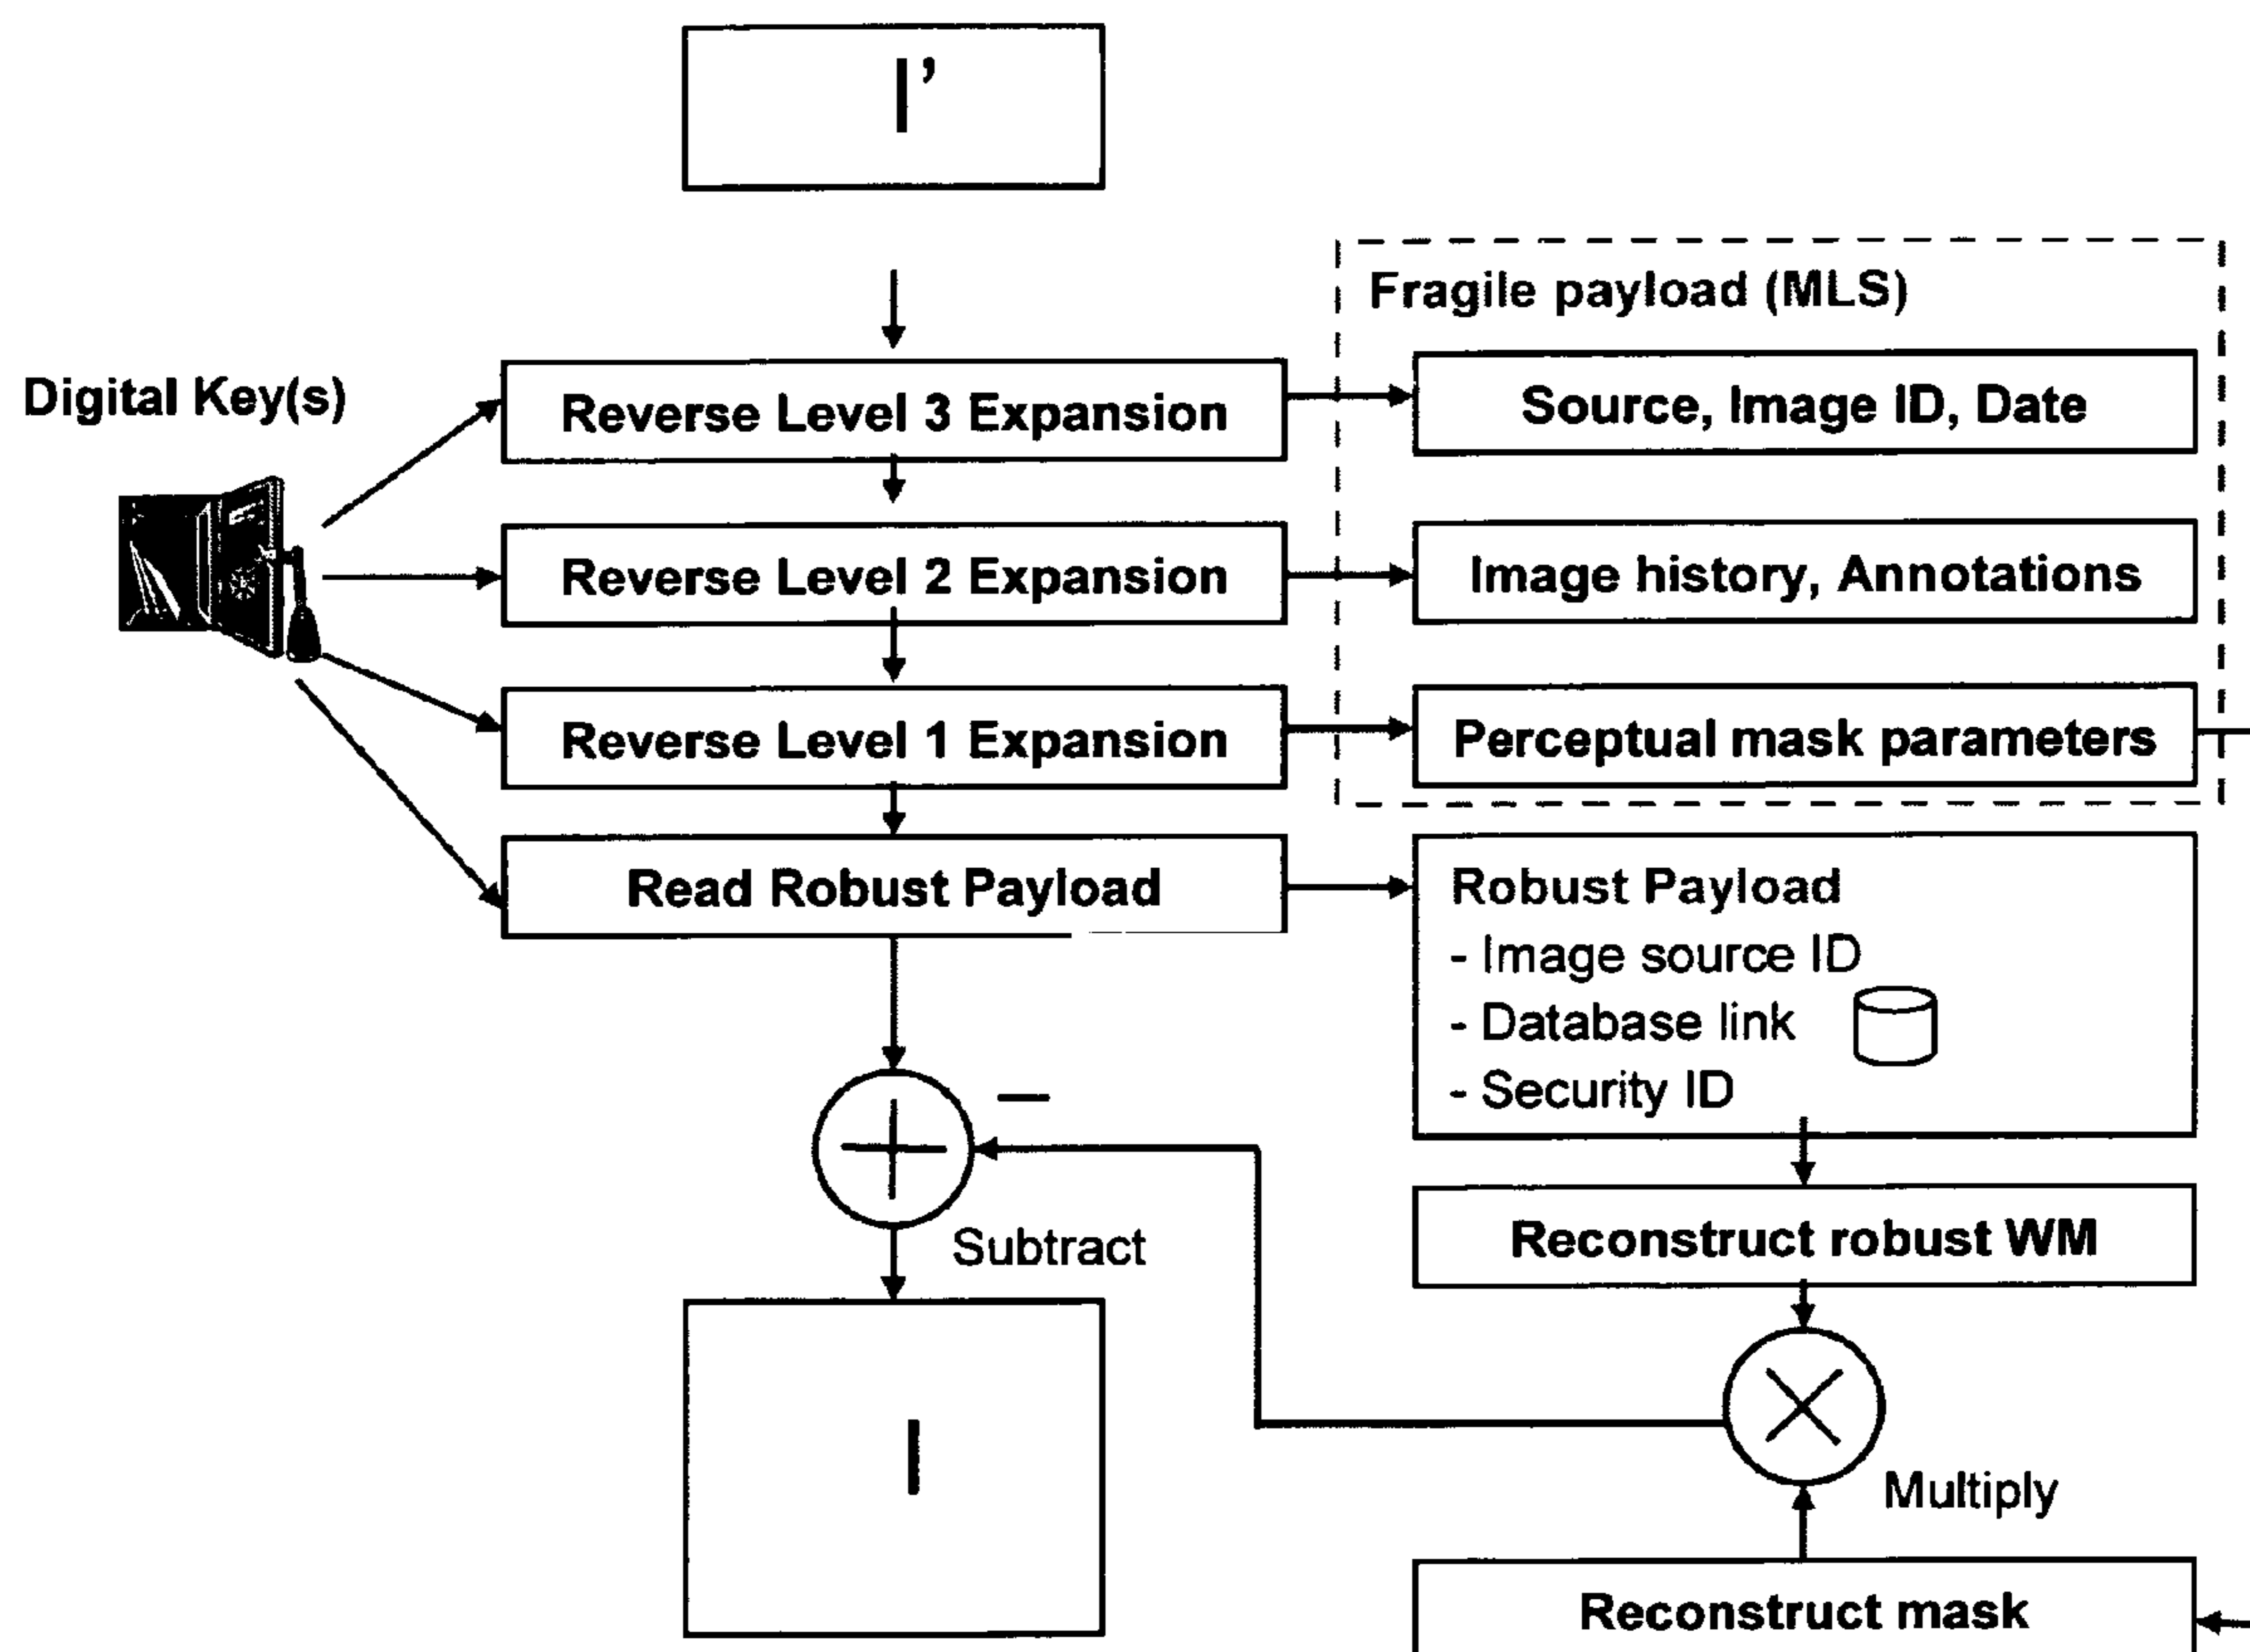 I’
Fragile payload (MLS)
Digital Key(s)
Reverse Level 3 Expansion
Source, Image ID, Date
Reverse Level 2 Expansion
Image history, Annotations
Reverse Level 1 Expansion
Perceptual mask parameters
Read Robust Payload
Robust Payload
- Image source ID
- Database link
- Security ID
–
Subtract
Reconstruct robust WM
I
Multiply
Reconstruct mask